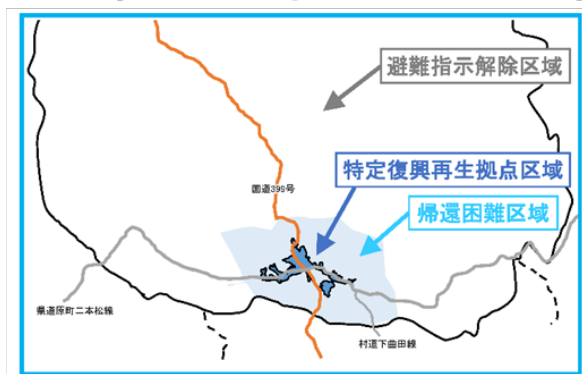 避難指示解除区域
特定復興再生拠点区域
国道399号
帰還困難区域
県道原町二本松線
村道下曲田線